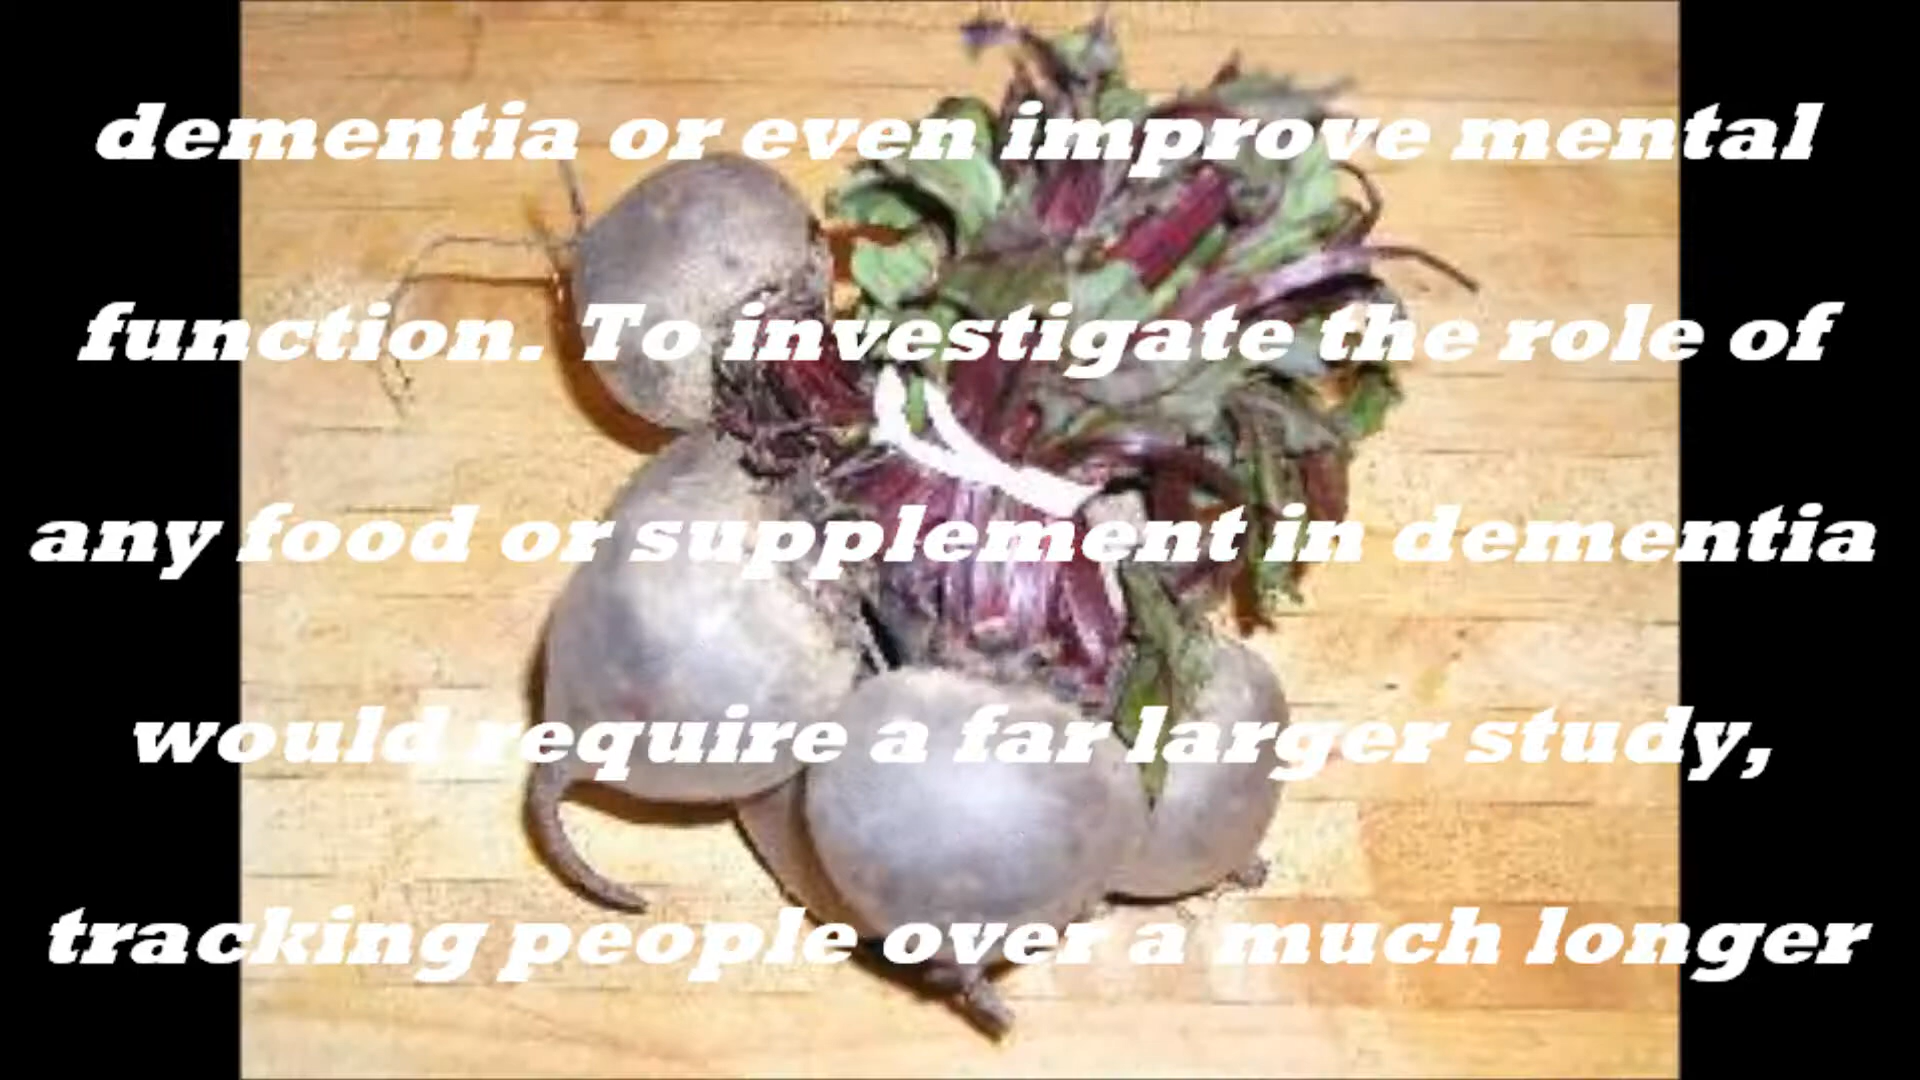 dementia or even improve mental
function. To investigate the role of
any food or supplement in dementia
would require a far larger study,
tracking people over a much longer